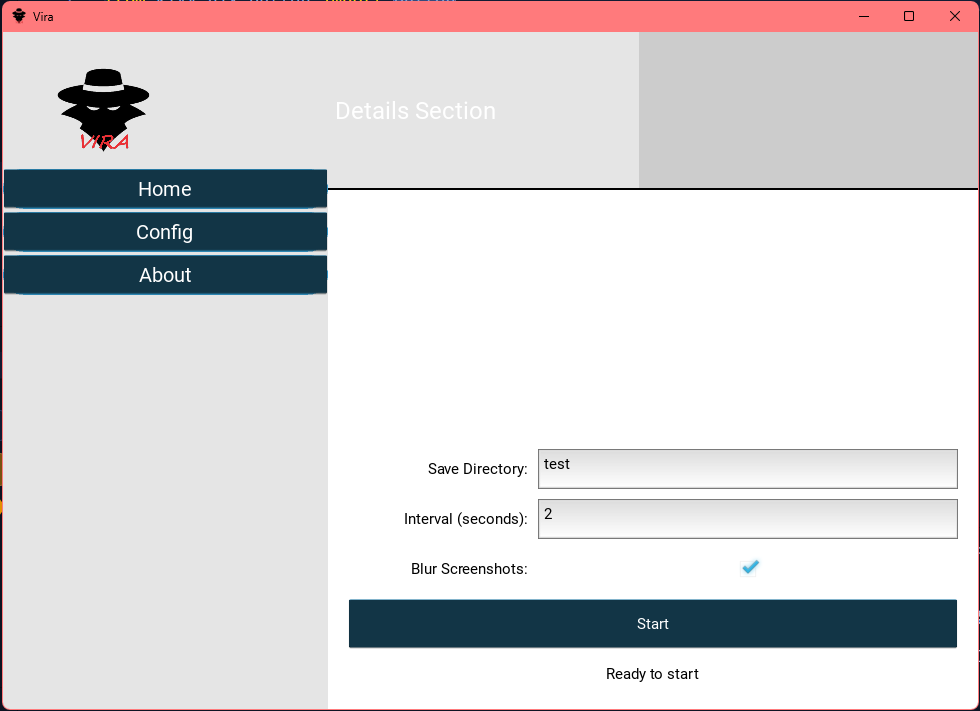 Vira
Details Section
VIRA
Home
Config
About
Save Directory:
test
Interval (seconds):
2
Blur Screenshots:
Start
Ready to start